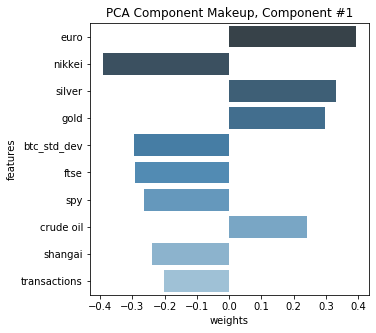 PCA Component Makeup, Component #1
features
euro
nikkei
silver
gold
btc_std_dev
ftse
spy
crude oil
shangai
transactions
−0.4 −0.3 −0.2 −0.1 0.0 0.1 0.2 0.3 0.4
weights